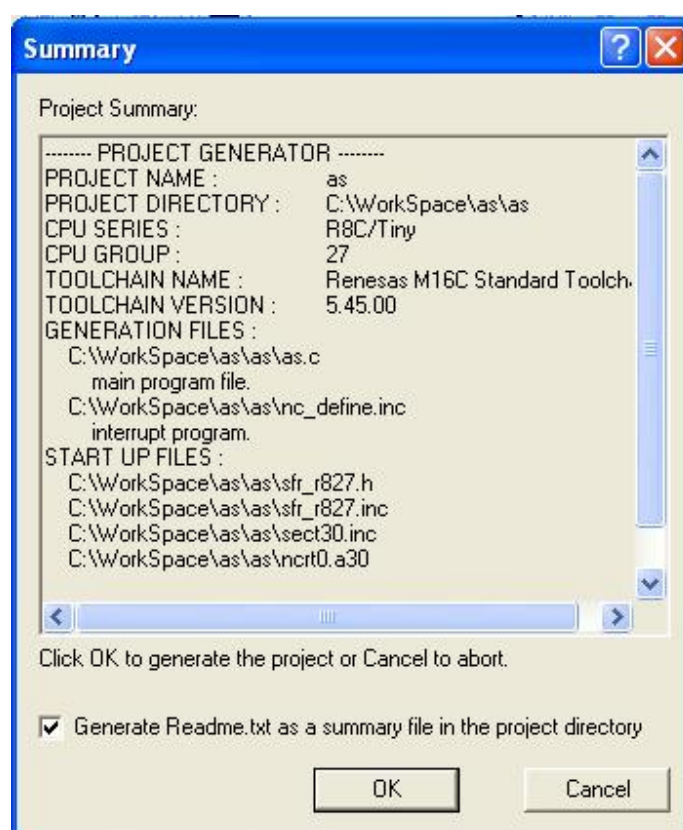 Summary
Project Summary:
-------- PROJECT GENERATOR --------
PROJECT NAME : as
PROJECT DIRECTORY : C:\WorkSpace\as\as
CPU SERIES : R8C/Tiny
CPU GROUP : 27
TOOLCHAIN NAME : Renesas M16C Standard Toolch
TOOLCHAIN VERSION : 5.45.00
GENERATION FILES :
C:\WorkSpace\as\as\as.c
main program file.
C:\WorkSpace\as\as\nc_define.inc
interrupt program.
START UP FILES :
C:\WorkSpace\as\as\sfr_r827.h
C:\WorkSpace\as\as\sfr_r827.inc
C:\WorkSpace\as\as\sect30.inc
C:\WorkSpace\as\as\ncrt0.a30
Click OK to generate the project or Cancel to abort.
Generate Readme.txt as a summary file in the project directory
OK Cancel